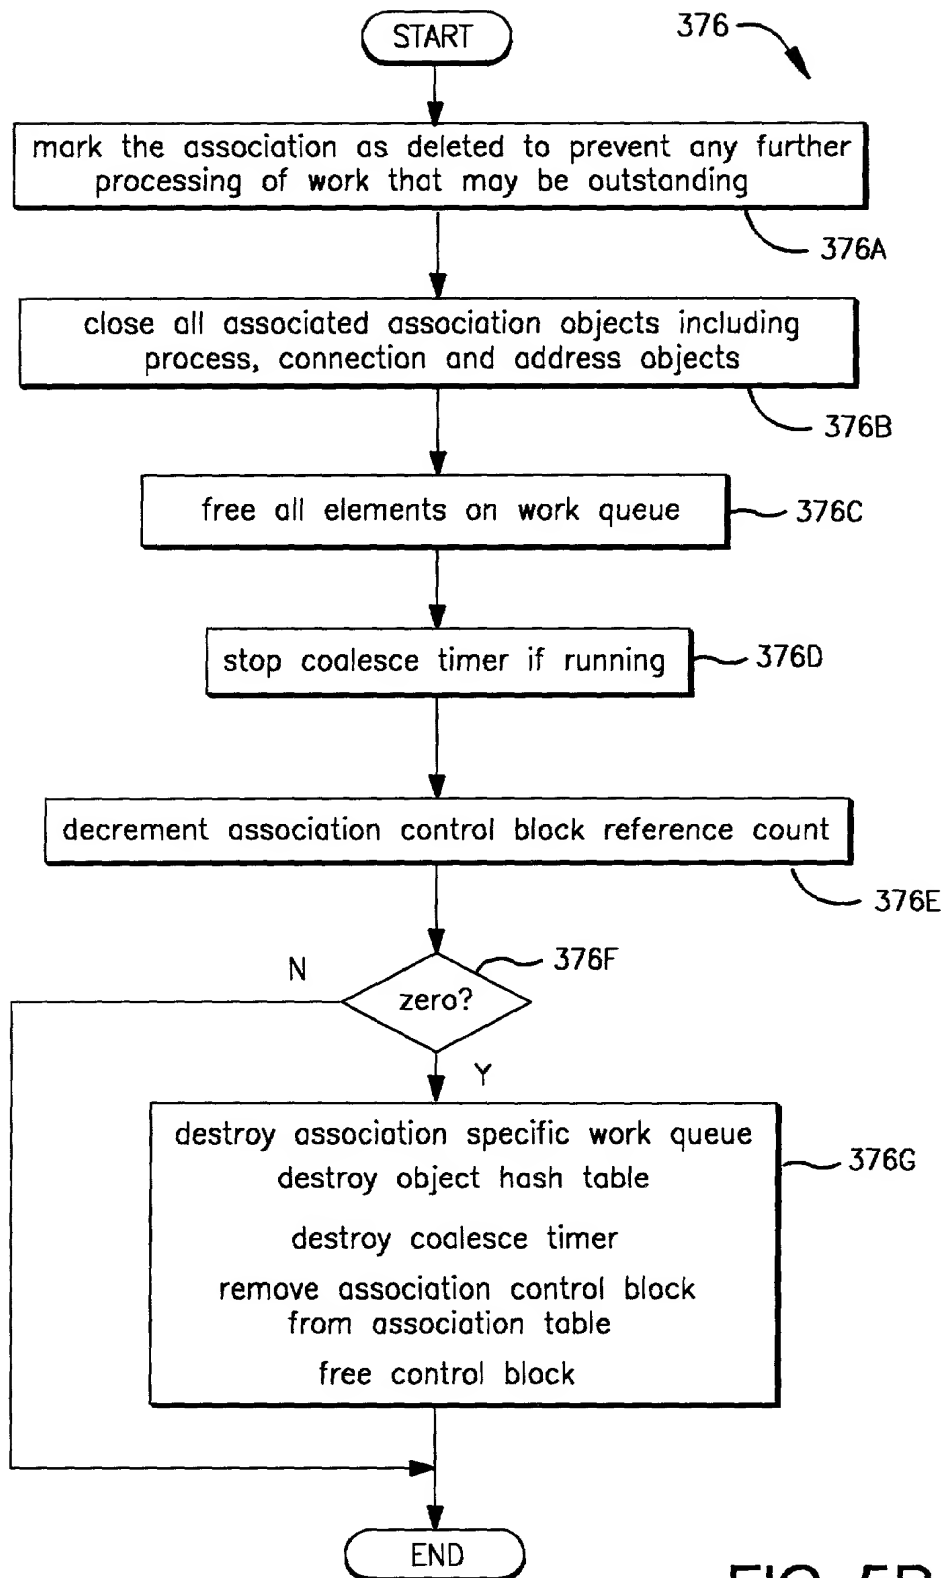 START
376
mark the association as deleted to prevent any further
processing of work that may be outstanding
376A
close all associated association objects including
process, connection and address objects
376B
free all elements on work queue
376C
stop coalesce timer if running
376D
decrement association control block reference count
376E
376F
N
zero?
Y
destroy association specific work queue
376G
destroy object hash table
destroy coalesce timer
remove association control block
from association table
free control block
END